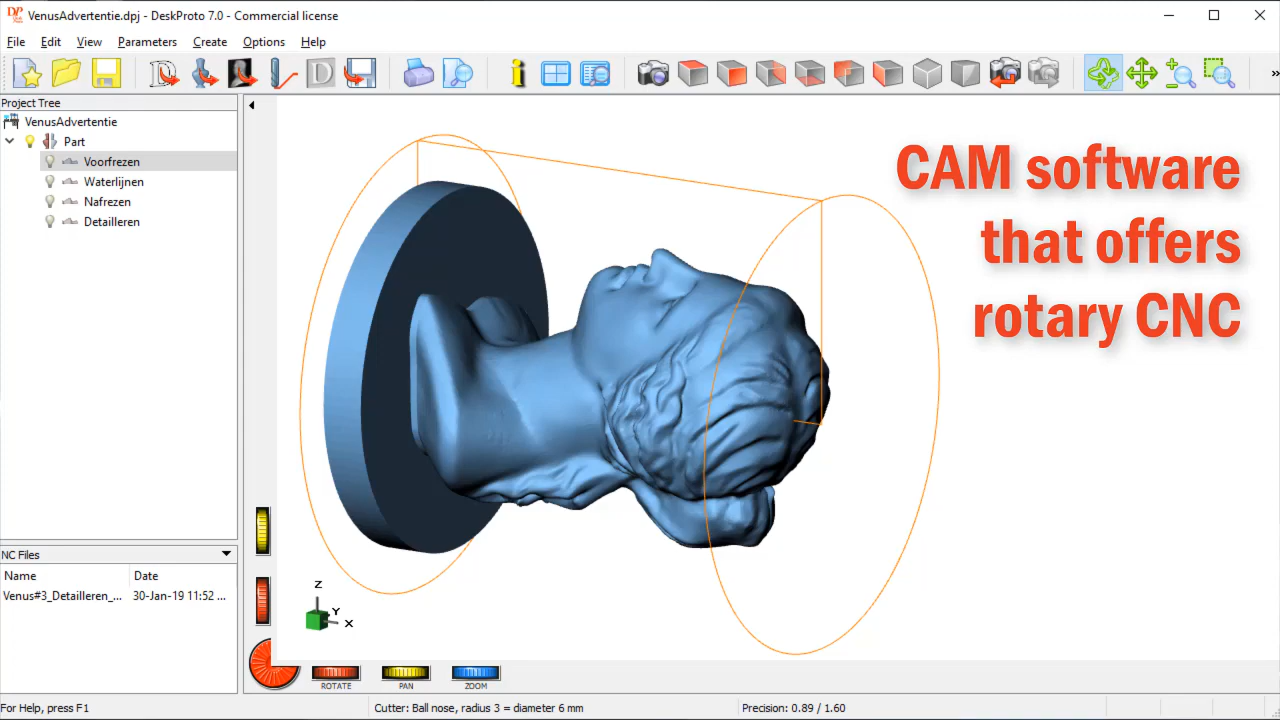 VenusAdvertentie.dpj - DeskProto 7.0 - Commercial license
File Edit View Parameters Create Options Help
Project Tree
VenusAdvertentie
Part
Voorfrezen
Waterlijnen
Nafrezen
Detailleren
CAM software
that offers
rotary CNC
NC Files
Name Date
Venus#3_Detailleren_... 30-Jan-19 11:52 ...
Z
Y
X
ROTATE PAN ZOOM
For Help, press F1 Cutter: Ball nose, radius 3 = diameter 6 mm Precision: 0.89 / 1.60